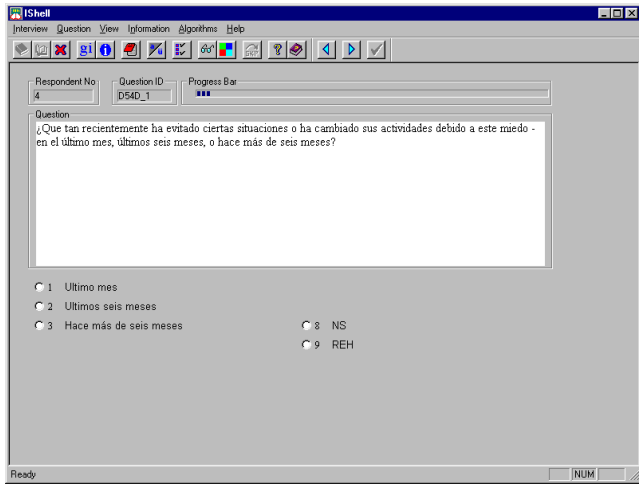 IShell
Interview Question View Information Algorithms Help
gi
SKIP
Respondent No
Question ID
Progress Bar
4
D54D_1
Question
¿Que tan recientemente ha evitado ciertas situaciones o ha cambiado sus actividades debido a este miedo -
en el último mes, últimos seis meses, o hace más de seis meses?
1 Ultimo mes
2 Ultimos seis meses
3 Hace más de seis meses
8 NS
9 REH
Ready
NUM